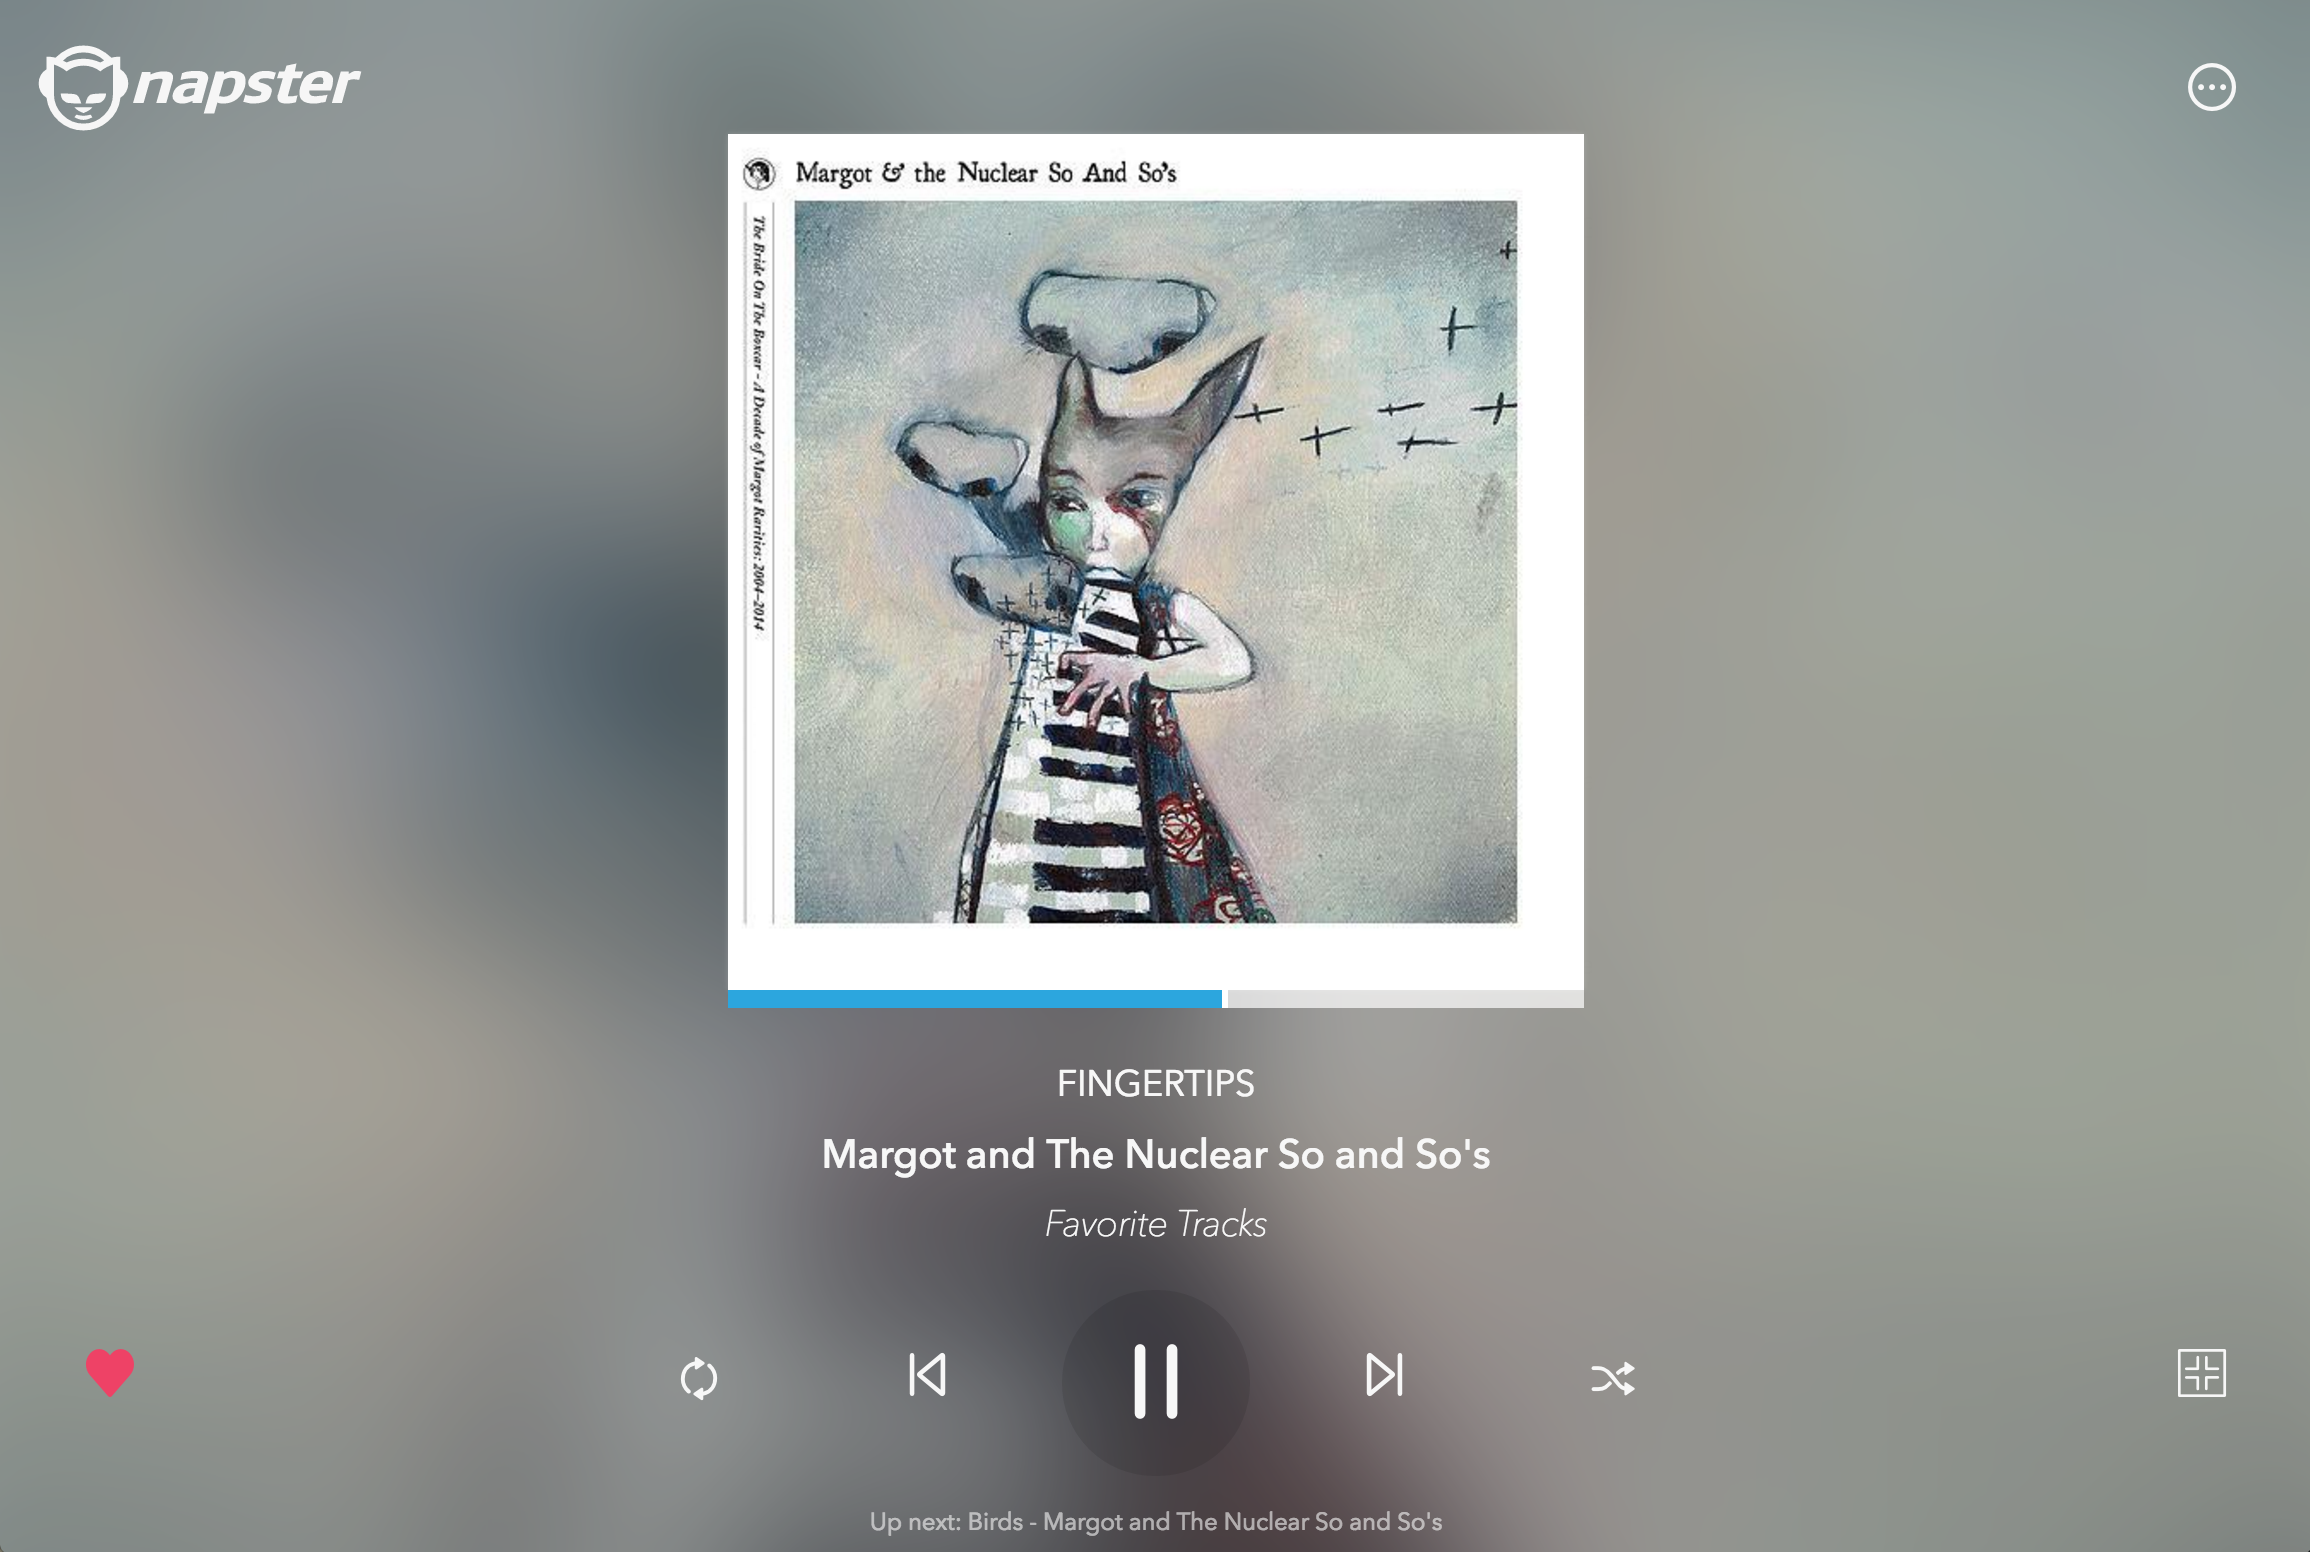 napster
Margot & the Nuclear So And So's
The Bride On The Boxcar - A Decade of Margot Rarities: 2004-2014
FINGERTIPS
Margot and The Nuclear So and So's
Favorite Tracks
Up next: Birds - Margot and The Nuclear So and So's